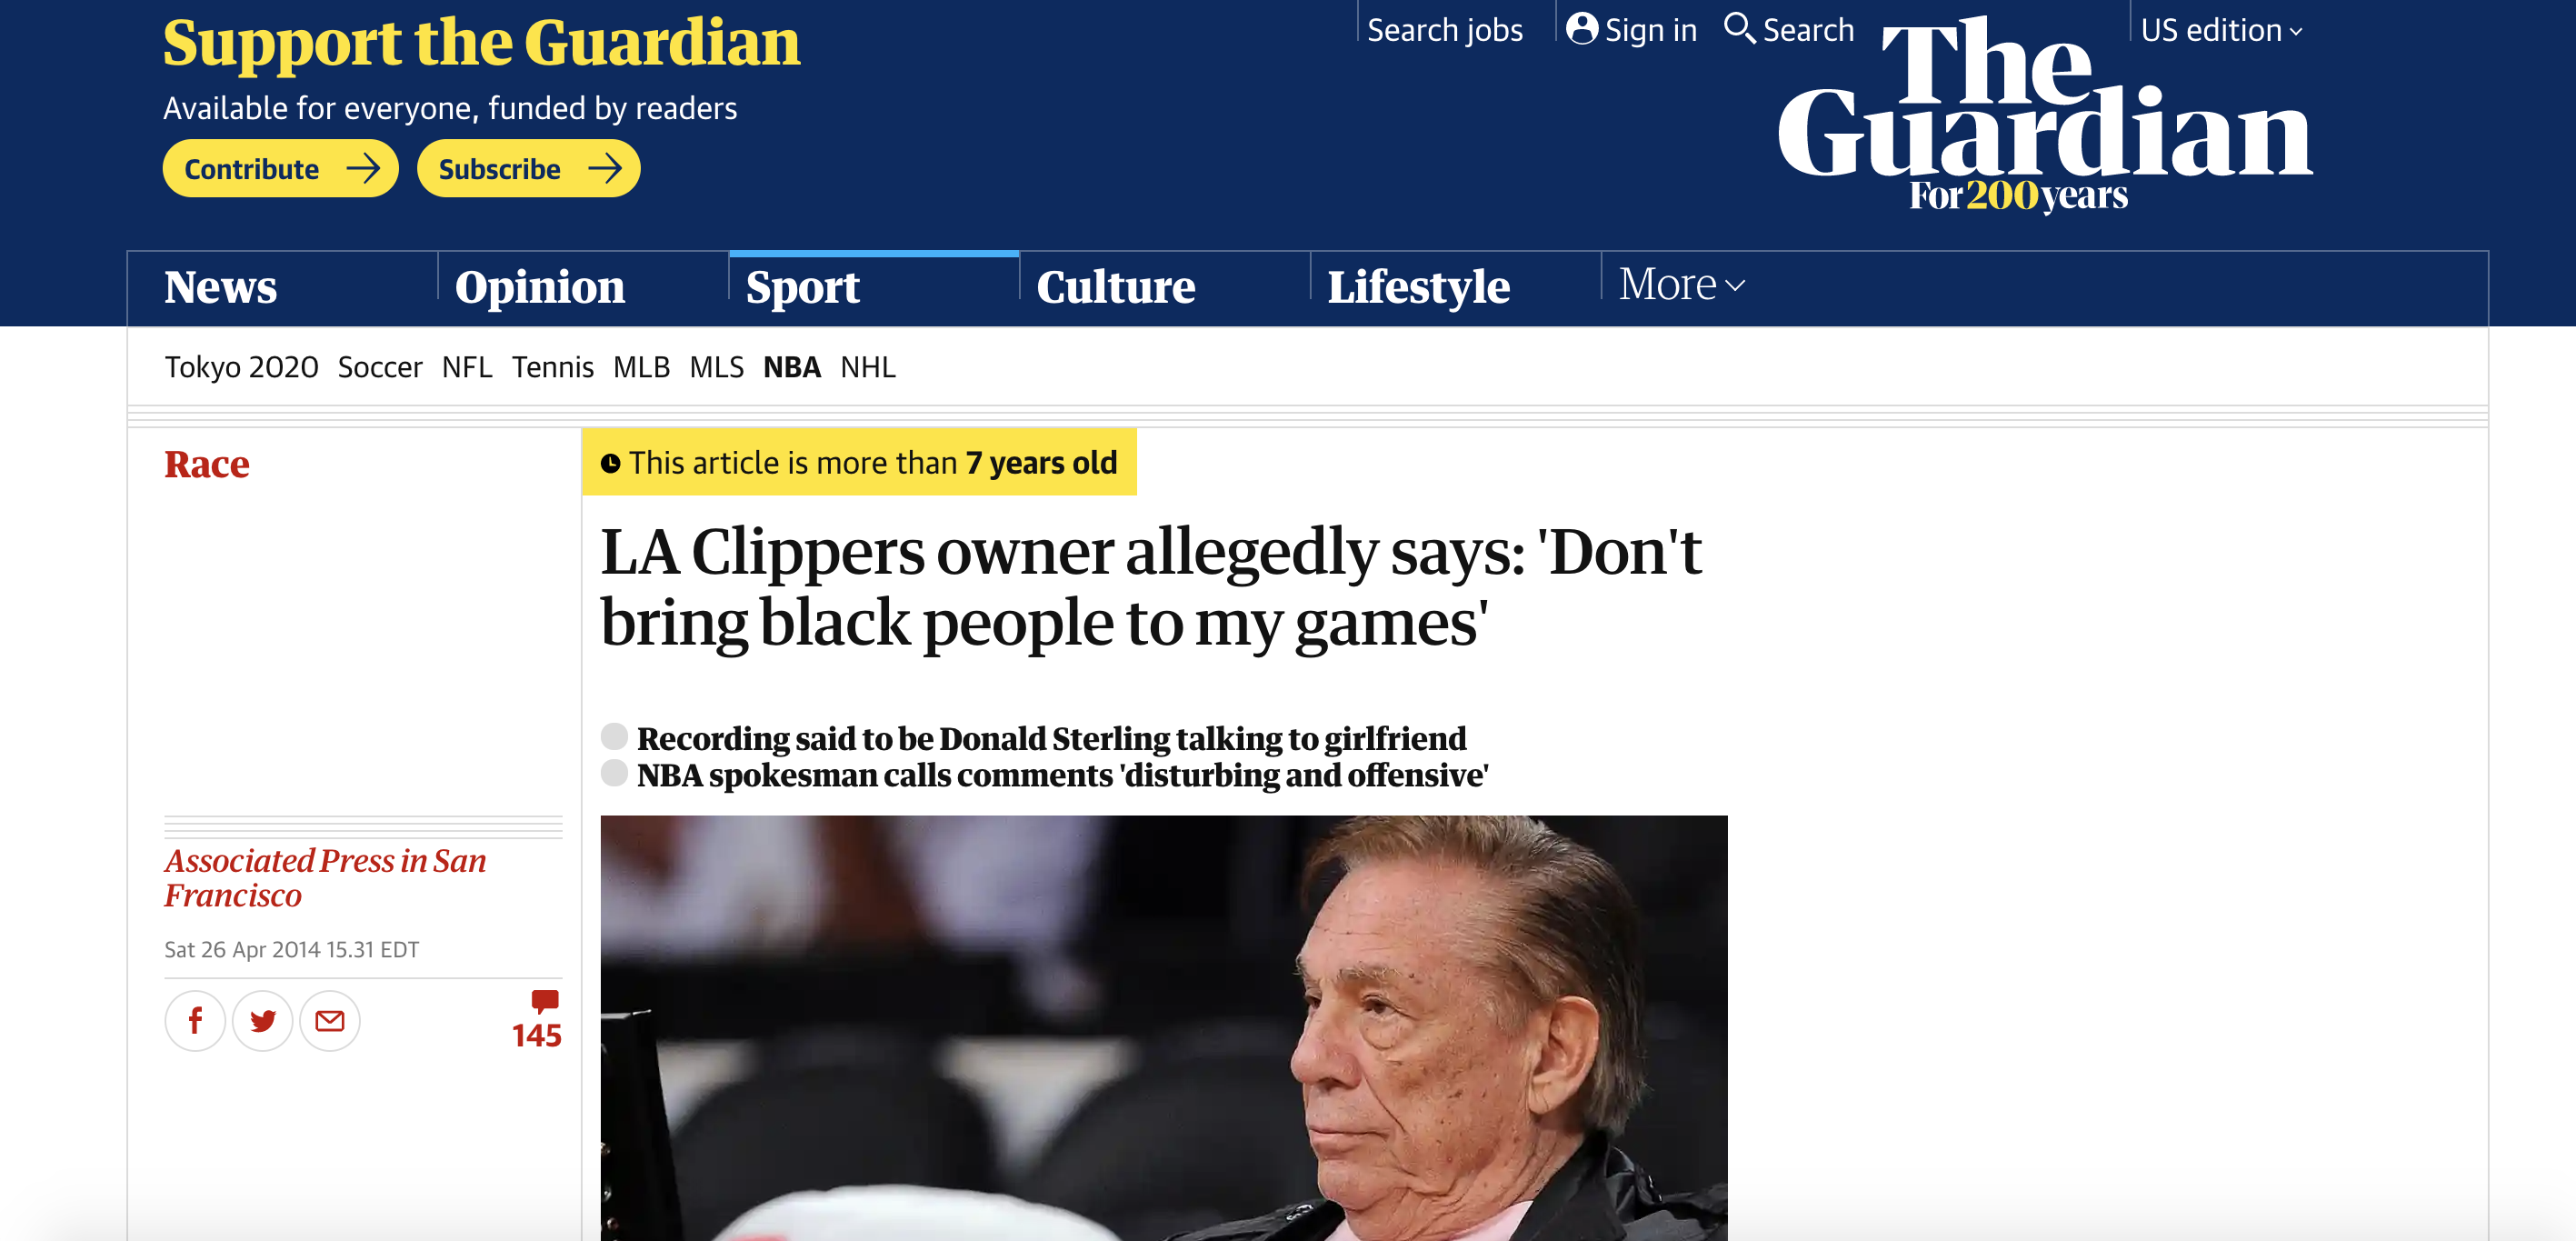 Support the Guardian
Available for everyone, funded by readers
Contribute
Subscribe
Search jobs
Sign in
Search
US edition
The
Guardian
For 200 years
News
Opinion
Sport
Culture
Lifestyle
More
Tokyo 2020
Soccer
NFL
Tennis
MLB
MLS
NBA
NHL
Race
This article is more than 7 years old
LA Clippers owner allegedly says: 'Don't
bring black people to my games'
Recording said to be Donald Sterling talking to girlfriend
NBA spokesman calls comments 'disturbing and offensive'
Associated Press in San
Francisco
Sat 26 Apr 2014 15.31 EDT
145